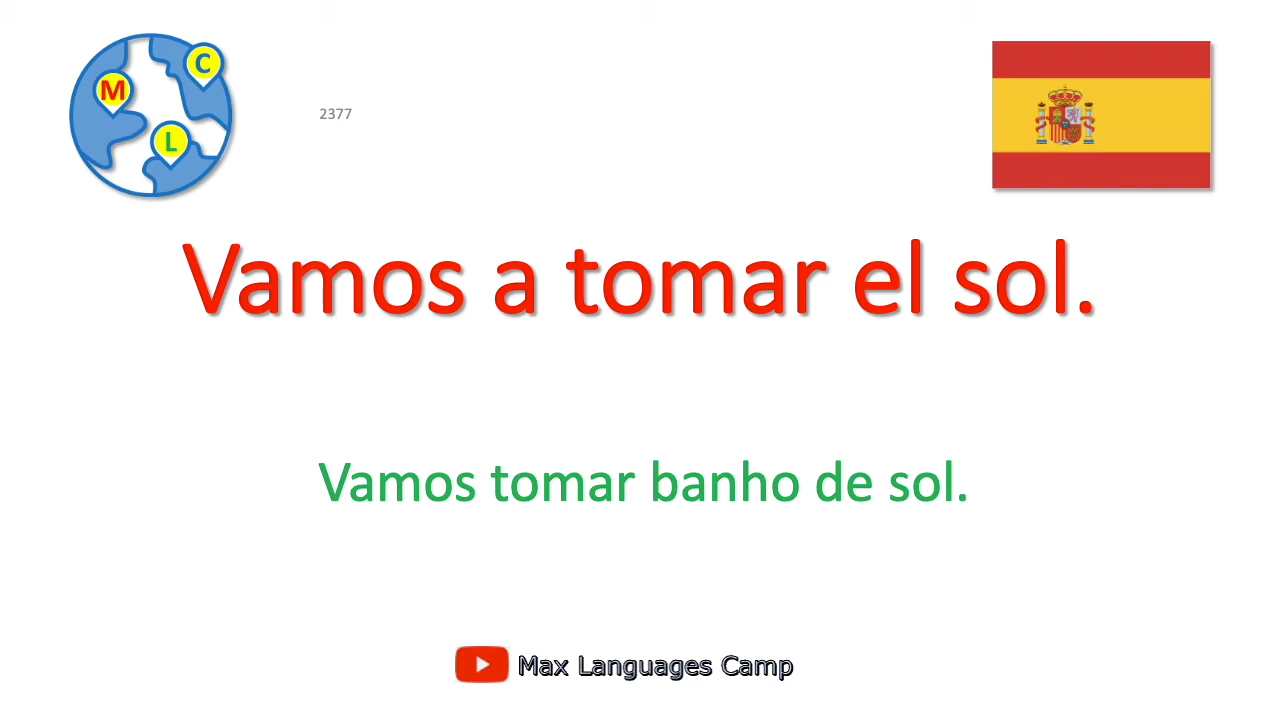 C
M
L
2377
Vamos a tomar el sol.
Vamos tomar banho de sol.
Max Languages Camp